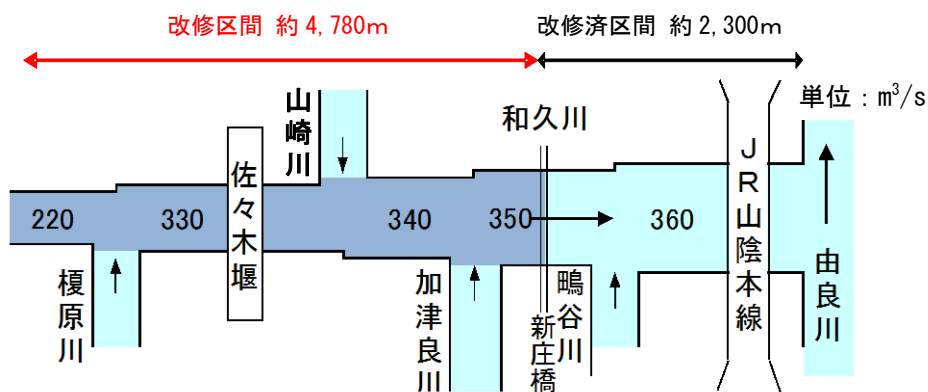 改修区間 約4,780m
改修済区間 約2,300m
単位：m³/s
山崎川
和久川
JR山陰本線
佐々木堰
220
330
340
350
360
榎原川
加津良川
新庄橋
鴫谷川
由良川